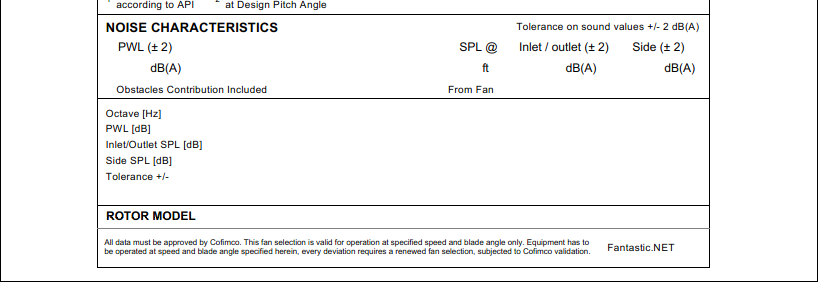 according to API 2 at Design Pitch Angle
NOISE CHARACTERISTICS Tolerance on sound values +/- 2 dB(A)
PWL (± 2) SPL @ Inlet / outlet (± 2) Side (± 2)
dB(A) ft dB(A) dB(A)
Obstacles Contribution Included From Fan
Octave [Hz]
PWL [dB]
Inlet/Outlet SPL [dB]
Side SPL [dB]
Tolerance +/-
ROTOR MODEL
All data must be approved by Cofimco. This fan selection is valid for operation at specified speed and blade angle only. Equipment has to
be operated at speed and blade angle specified herein, every deviation requires a renewed fan selection, subjected to Cofimco validation.
Fantastic.NET